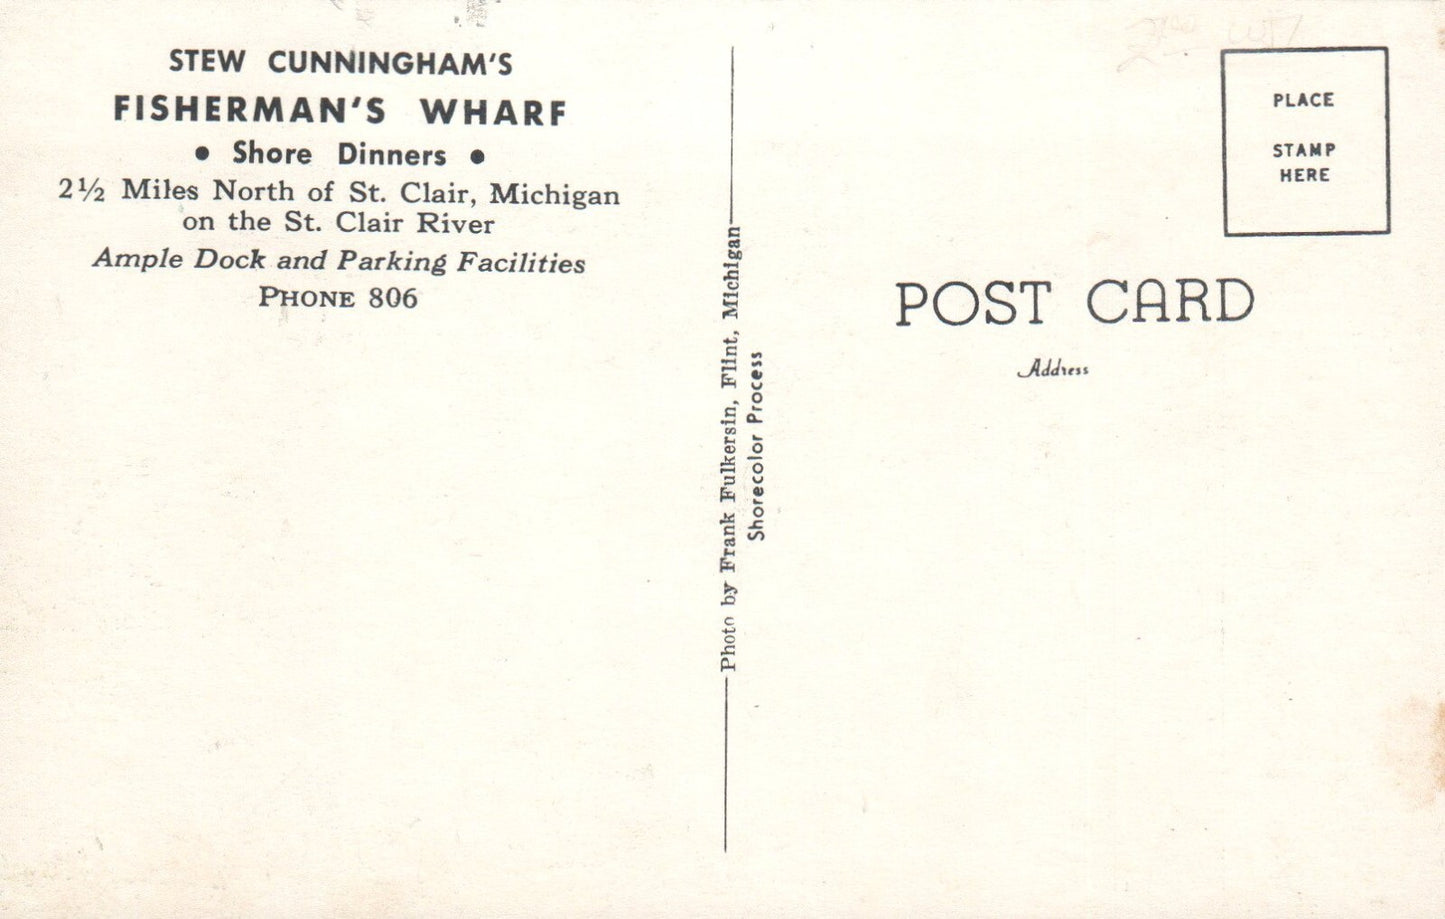 STEW CUNNINGHAM'S
FISHERMAN'S WHARF
• Shore Dinners •
2½ Miles North of St. Clair, Michigan
on the St. Clair River
Ample Dock and Parking Facilities
PHONE 806
Photo by Frank Fulkersin, Flint, Michigan
Shorecolor Process
PLACE
STAMP
HERE
POST CARD
Address